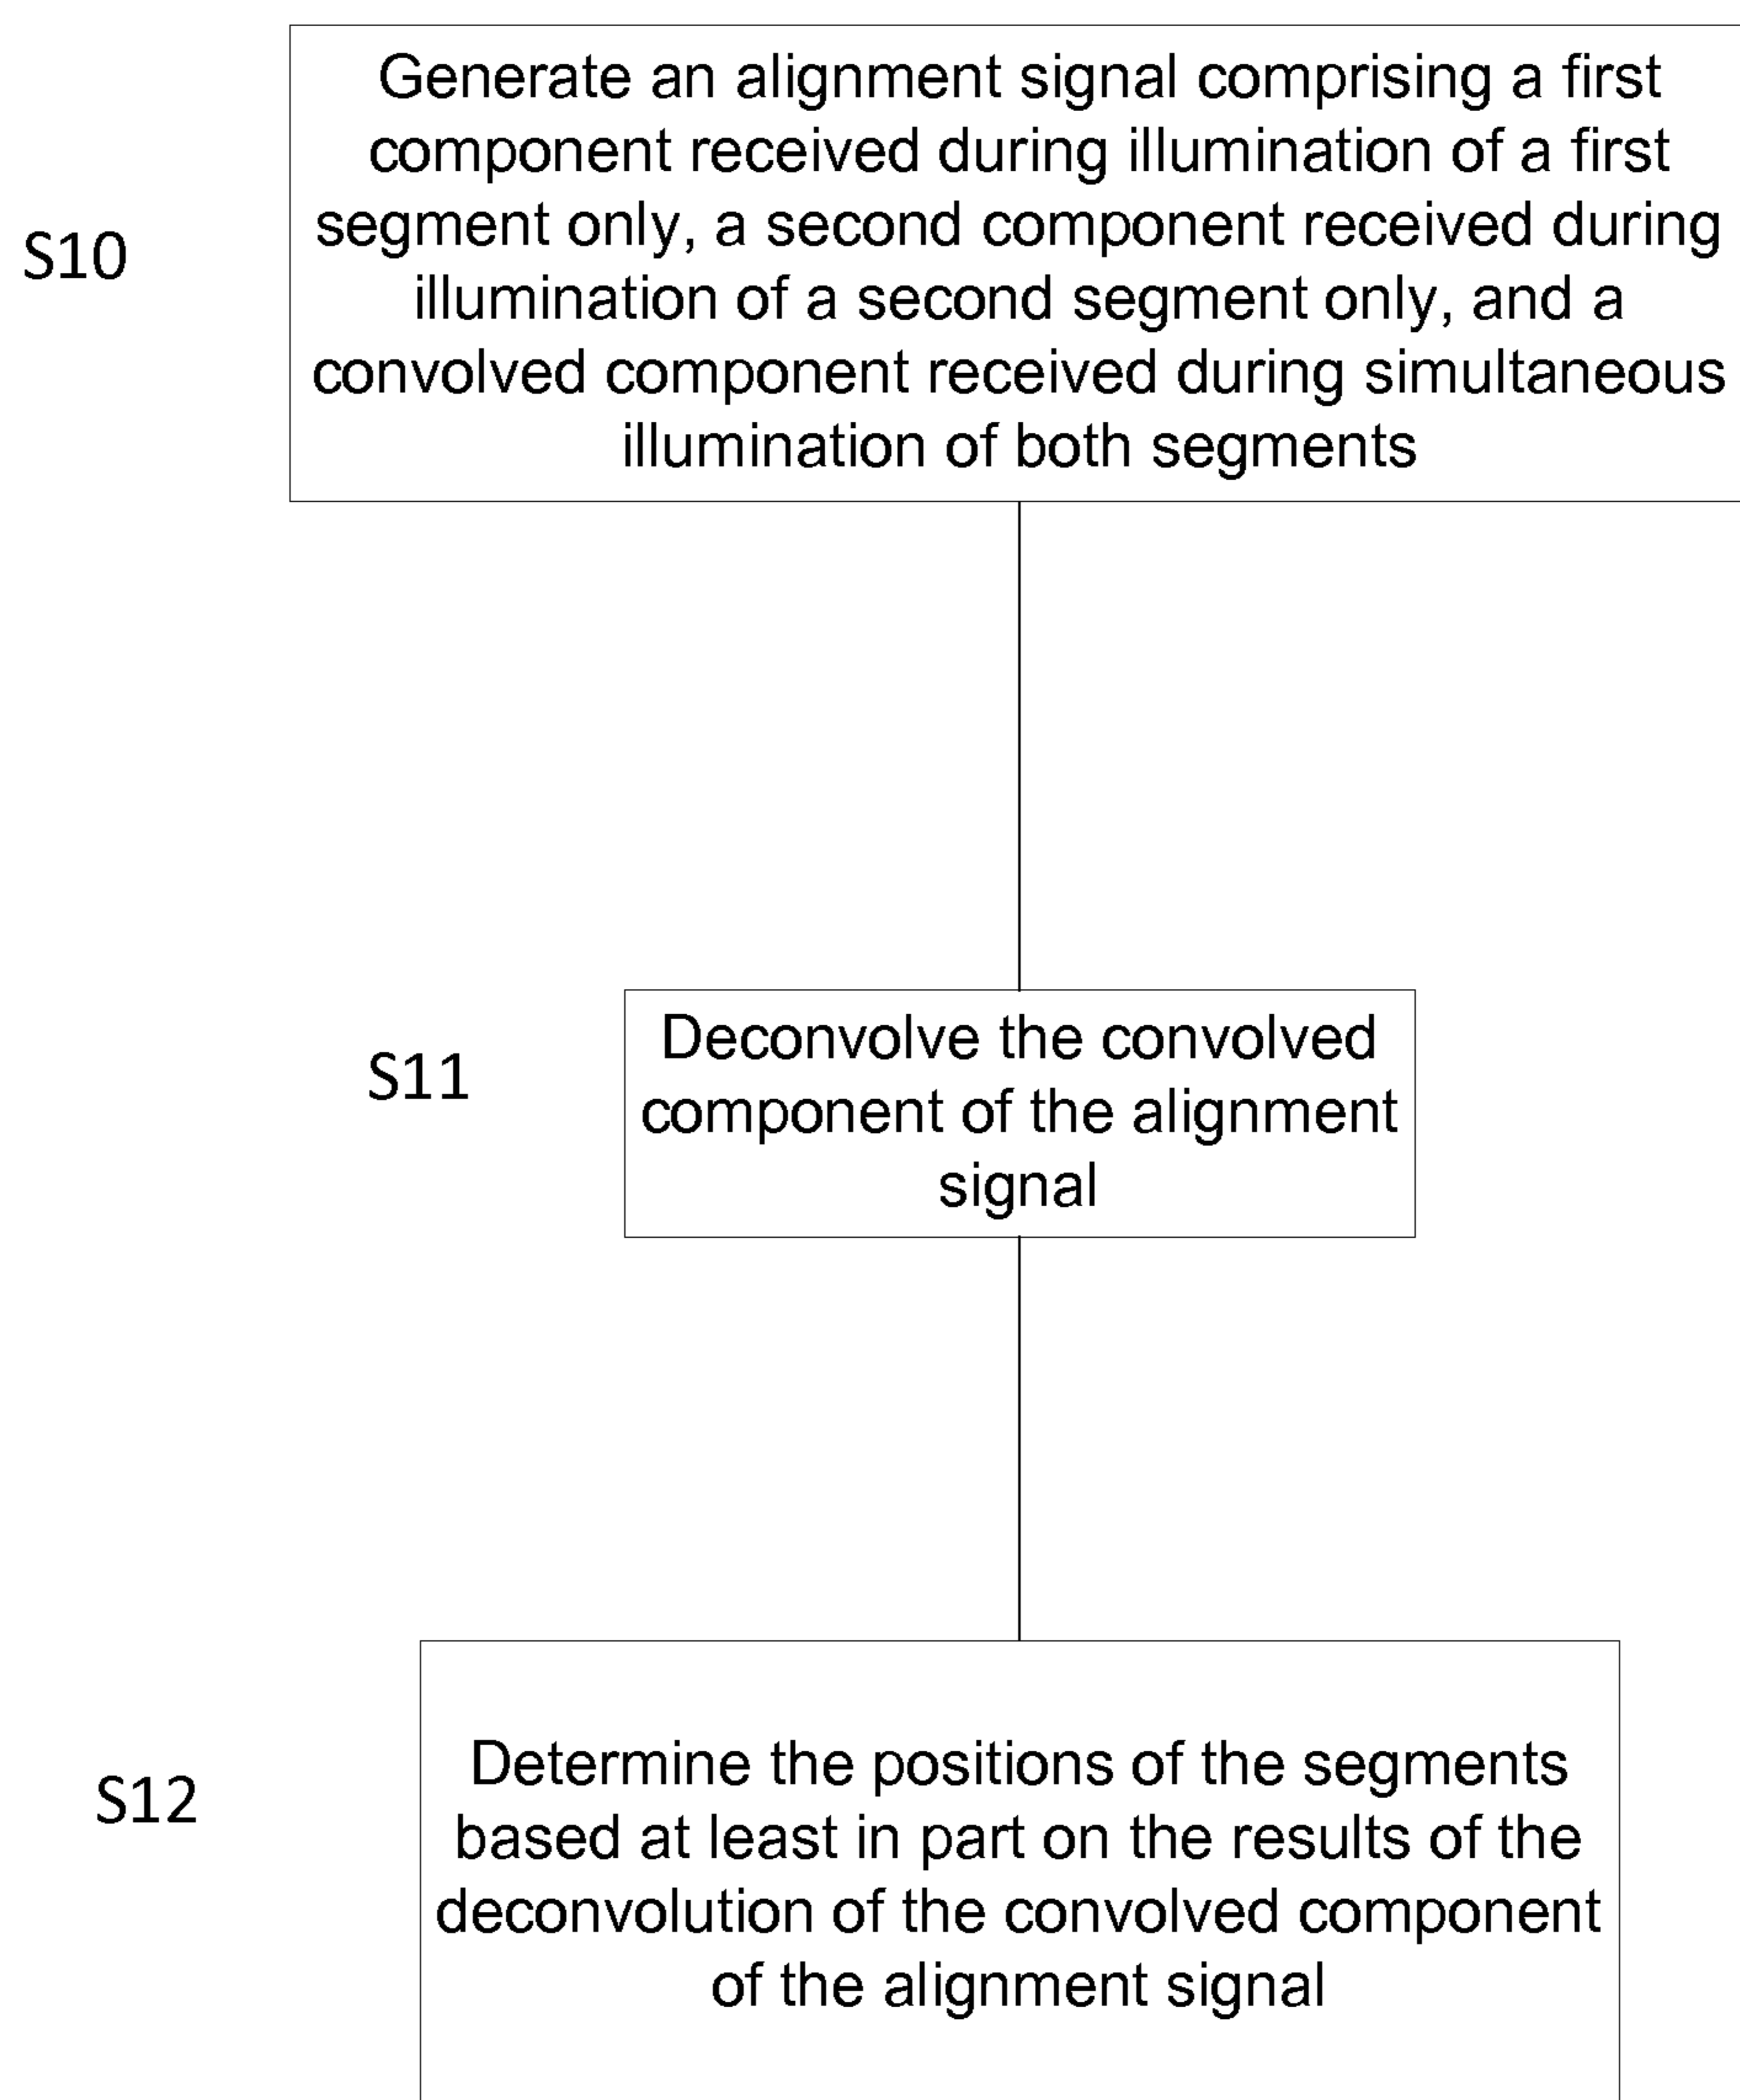 Generate an alignment signal comprising a first
component received during illumination of a first
segment only, a second component received during
S10
illumination of a second segment only, and a
convolved component received during simultaneous
illumination of both segments
Deconvolve the convolved
S11
component of the alignment
signal
Determine the positions of the segments
S12
based at least in part on the results of the
deconvolution of the convolved component
of the alignment signal